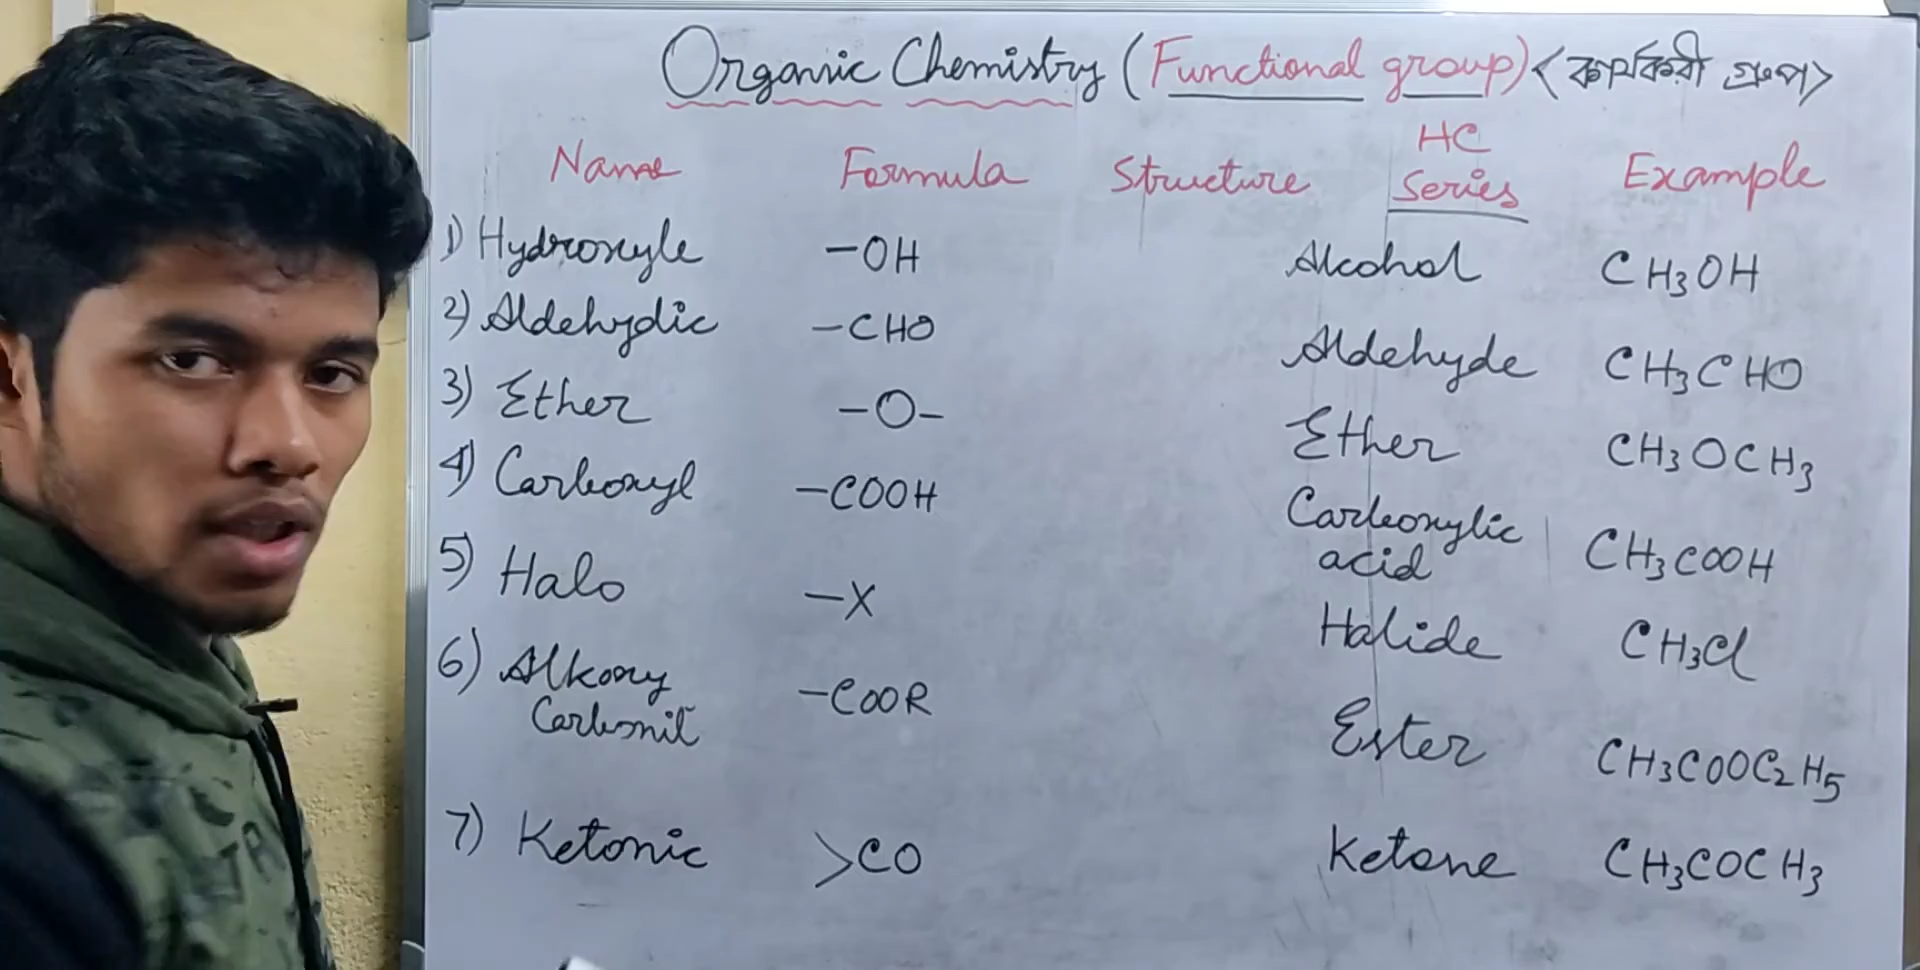 Organic Chemistry (Functional group) <কার্যকরী গ্রুপ>
Name Formula Structure HC Series Example
1) Hydroxyle -OH Alcohol CH3OH
2) Aldehydic -CHO Aldehyde CH3CHO
3) Ether -O- Ether CH3OCH3
4) Carboxyl -COOH Carboxylic acid CH3COOH
5) Halo -X Halide CH3Cl
6) Alkoxy Carbonil -COOR Ester CH3COOC2H5
7) Ketonic >CO Ketone CH3COCH3